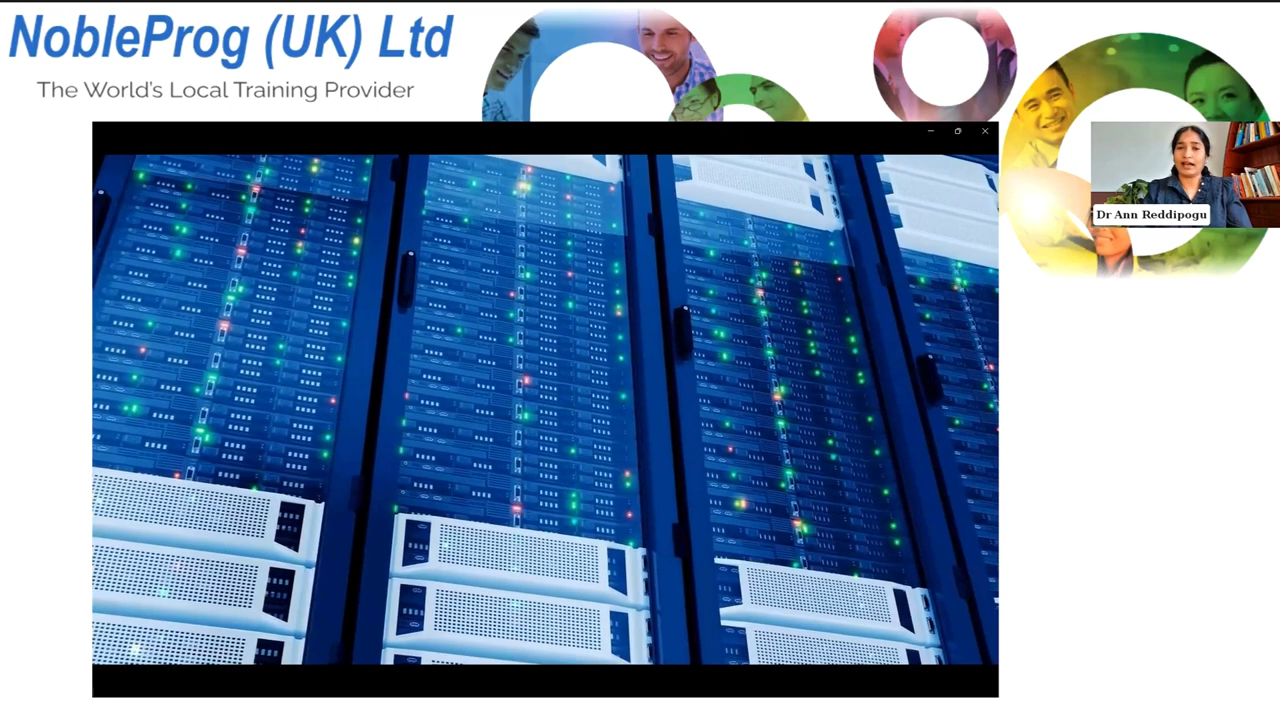 NobleProg (UK) Ltd
The World's Local Training Provider
Dr Ann Reddipogu